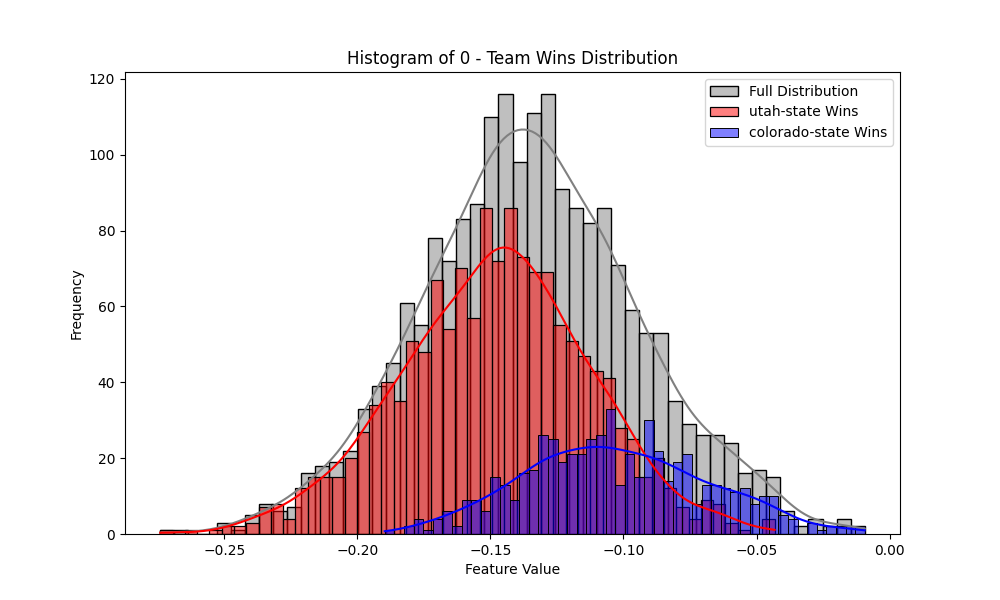 Histogram of 0 - Team Wins Distribution
Full Distribution
utah-state Wins
colorado-state Wins
120
100
80
60
40
20
0
Frequency
−0.25 −0.20 −0.15 −0.10 −0.05 0.00
Feature Value